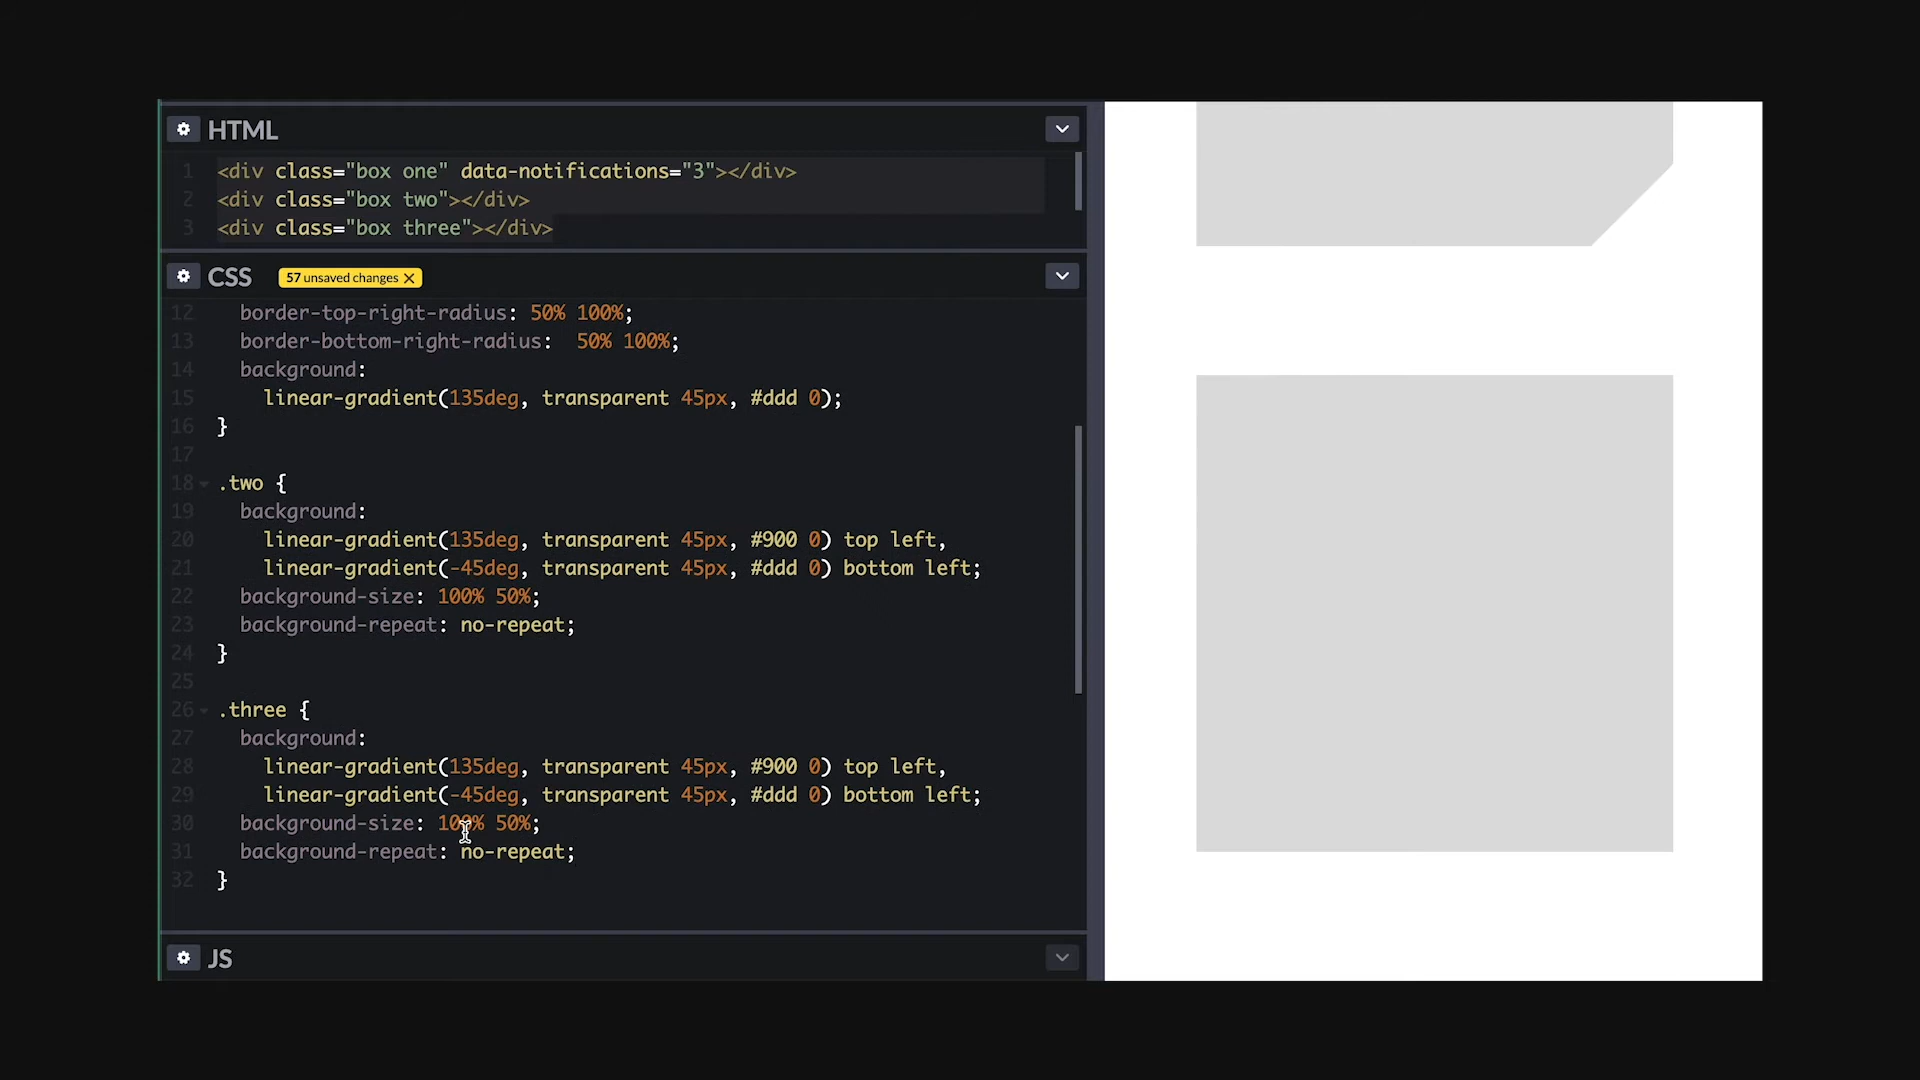 HTML
1 <div class="box one" data-notifications="3"></div>
2 <div class="box two"></div>
3 <div class="box three"></div>
CSS 57 unsaved changes ×
12 border-top-right-radius: 50% 100%;
13 border-bottom-right-radius:  50% 100%;
14 background:
15 linear-gradient(135deg, transparent 45px, #ddd 0);
16 }
17
18 .two {
19 background:
20 linear-gradient(135deg, transparent 45px, #900 0) top left,
21 linear-gradient(-45deg, transparent 45px, #ddd 0) bottom left;
22 background-size: 100% 50%;
23 background-repeat: no-repeat;
24 }
25
26 .three {
27 background:
28 linear-gradient(135deg, transparent 45px, #900 0) top left,
29 linear-gradient(-45deg, transparent 45px, #ddd 0) bottom left;
30 background-size: 100% 50%;
31 background-repeat: no-repeat;
32 }
JS